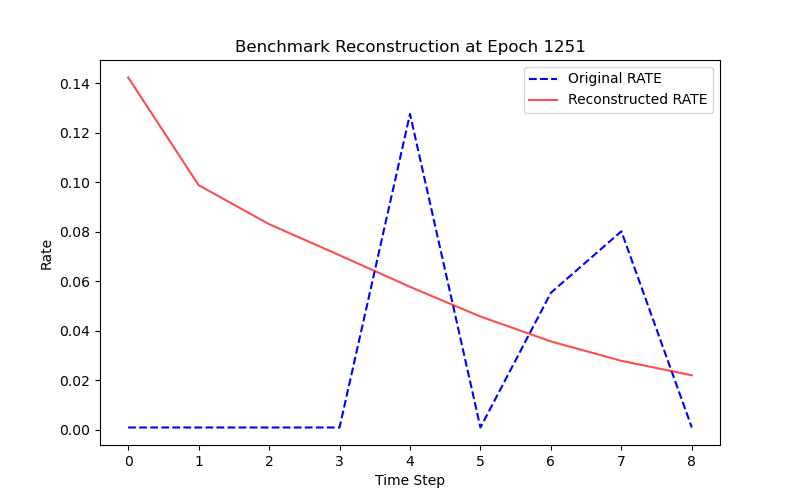 Benchmark Reconstruction at Epoch 1251
Original RATE
Reconstructed RATE
0.14
0.12
0.10
0.08
0.06
0.04
0.02
0.00
Rate
0 1 2 3 4 5 6 7 8
Time Step